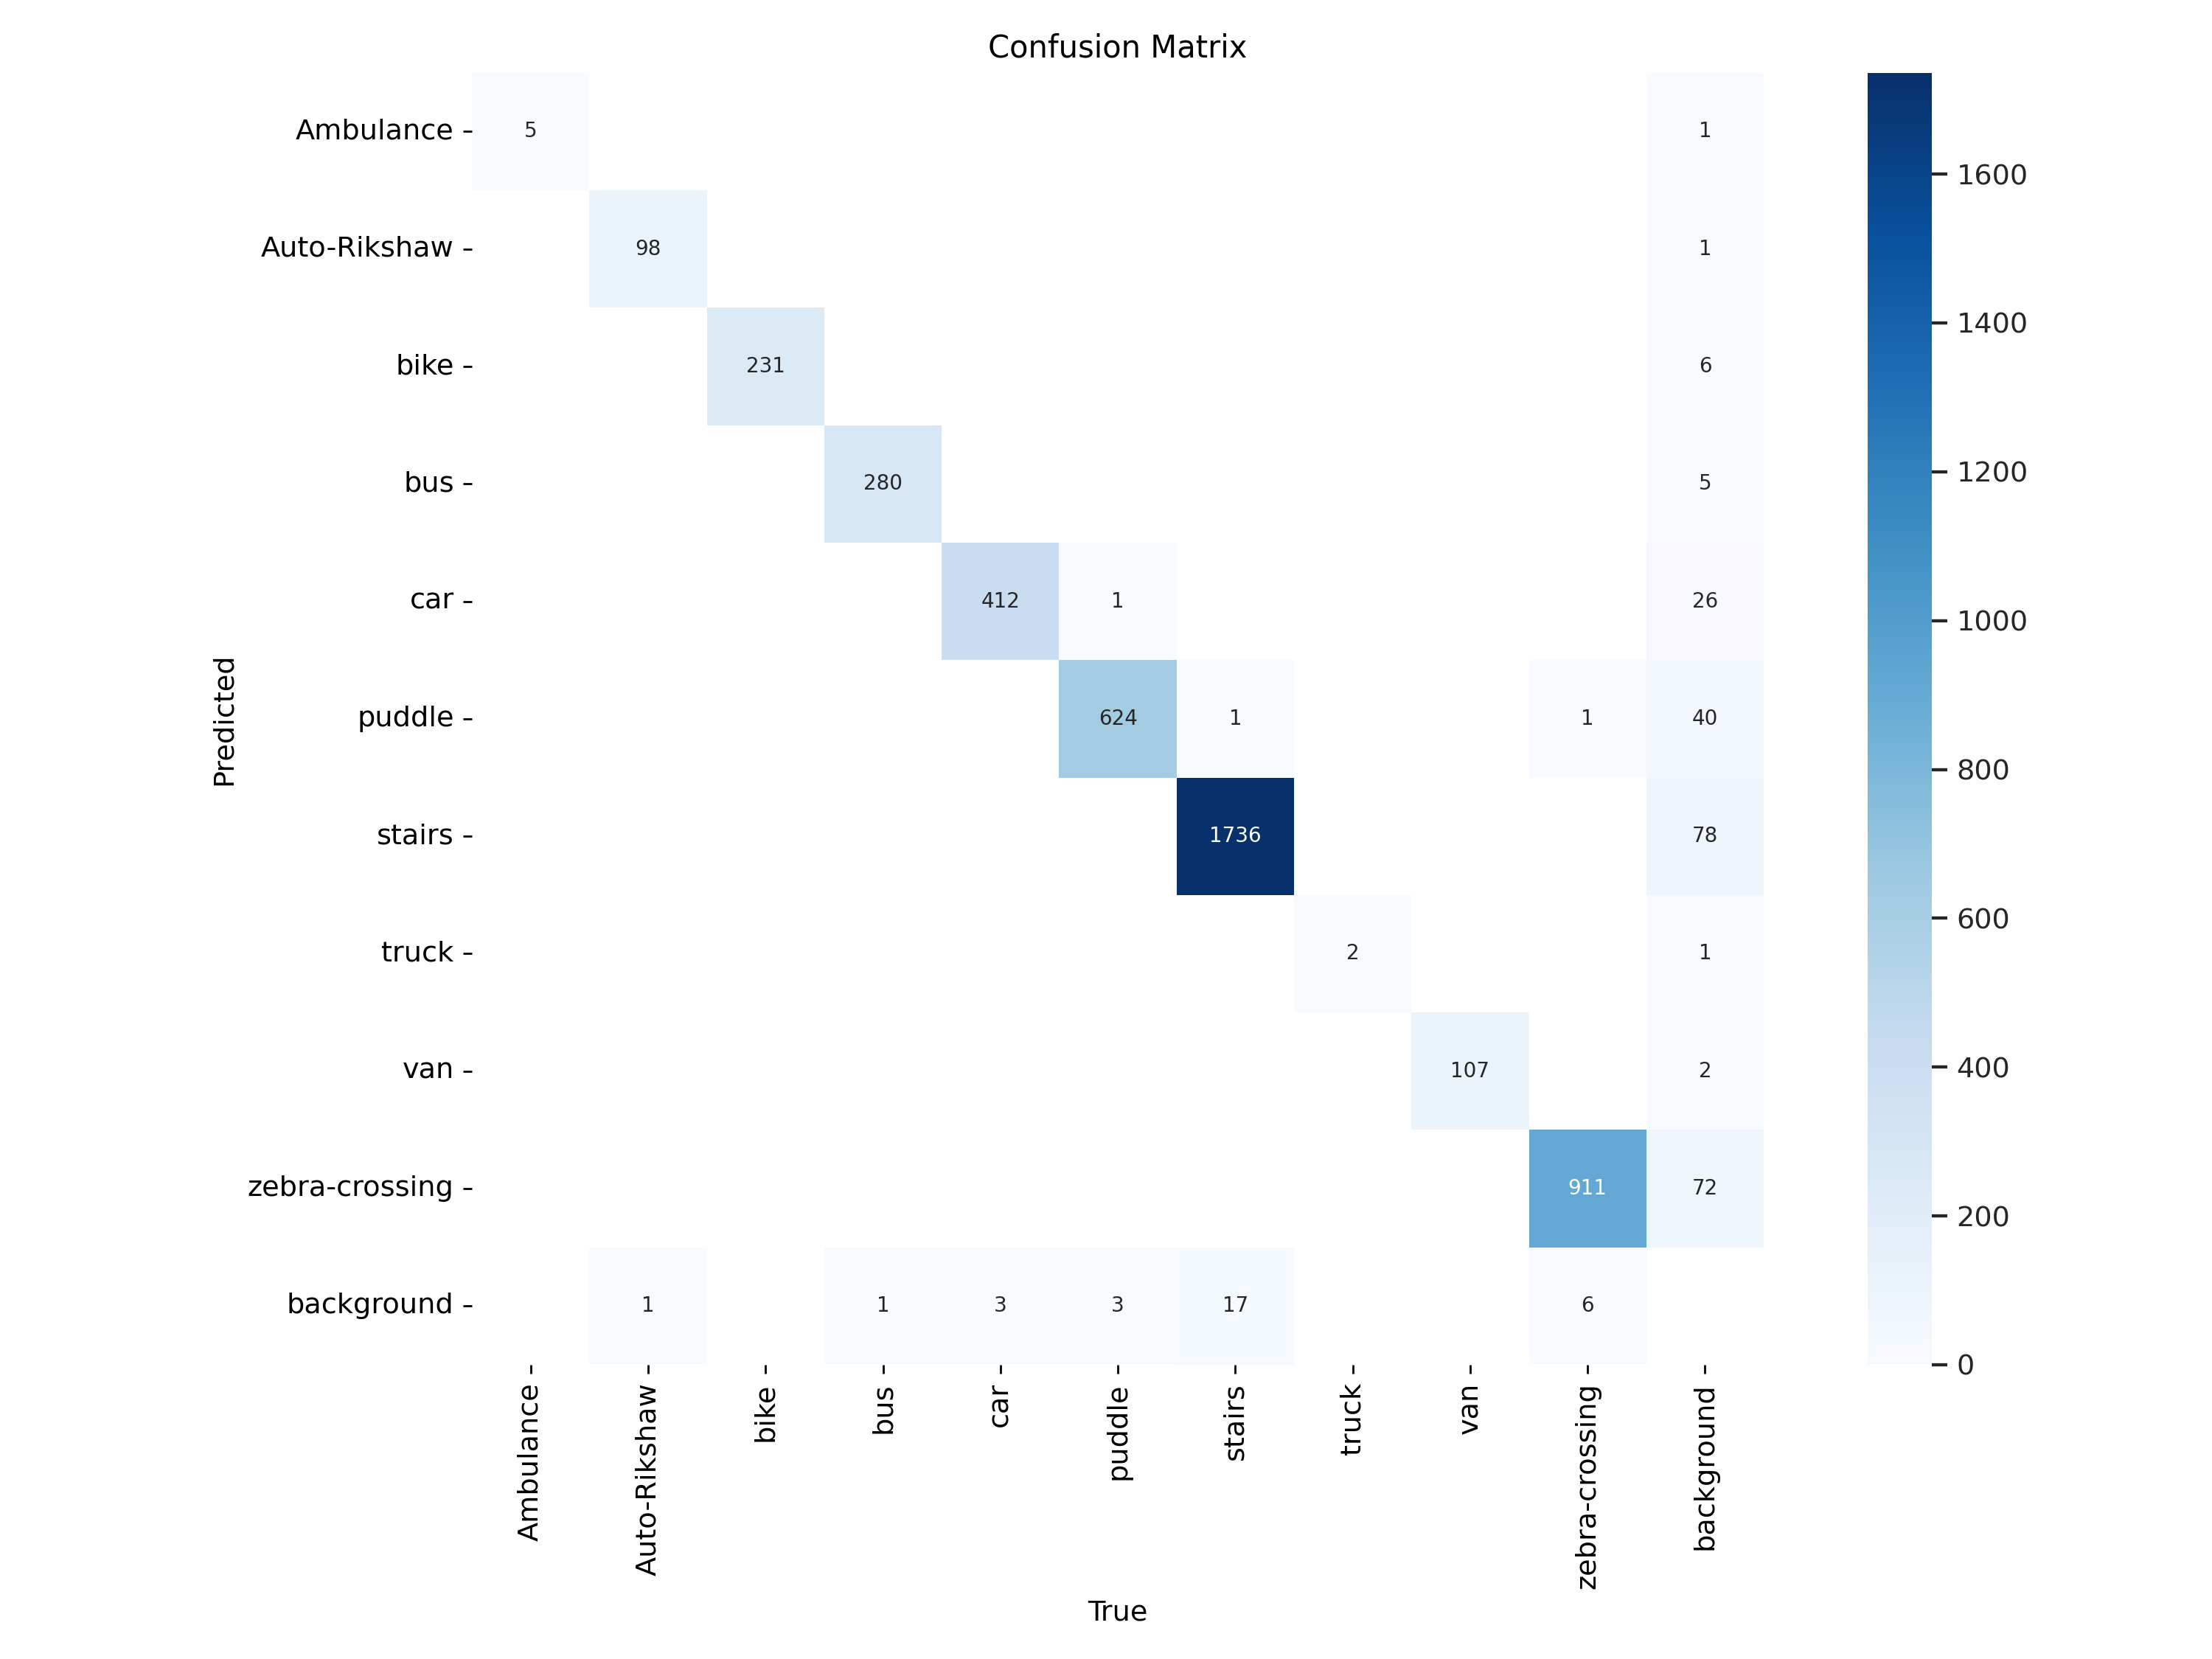 Confusion Matrix
Ambulance 5 1
Auto-Rikshaw 98 1
bike 231 6
bus 280 5
car 412 1 26
puddle 624 1 1 40
stairs 1736 78
truck 2 1
van 107 2
zebra-crossing 911 72
background 1 1 3 3 17 6
Predicted
Ambulance
Auto-Rikshaw
bike
bus
car
puddle
stairs
truck
van
zebra-crossing
background
True
1600
1400
1200
1000
800
600
400
200
0